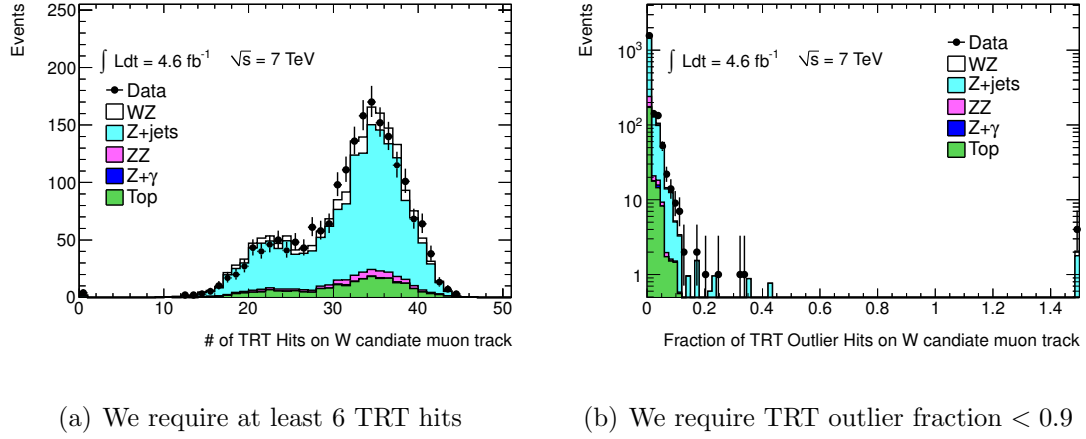 Events
250
200
150
100
50
0
∫ Ldt = 4.6 fb⁻¹ √s = 7 TeV
Data
WZ
Z+jets
ZZ
Z+γ
Top
0 10 20 30 40 50
# of TRT Hits on W candiate muon track
(a) We require at least 6 TRT hits
Events
10³
10²
10
1
∫ Ldt = 4.6 fb⁻¹ √s = 7 TeV
Data
WZ
Z+jets
ZZ
Z+γ
Top
0 0.2 0.4 0.6 0.8 1 1.2 1.4
Fraction of TRT Outlier Hits on W candiate muon track
(b) We require TRT outlier fraction < 0.9